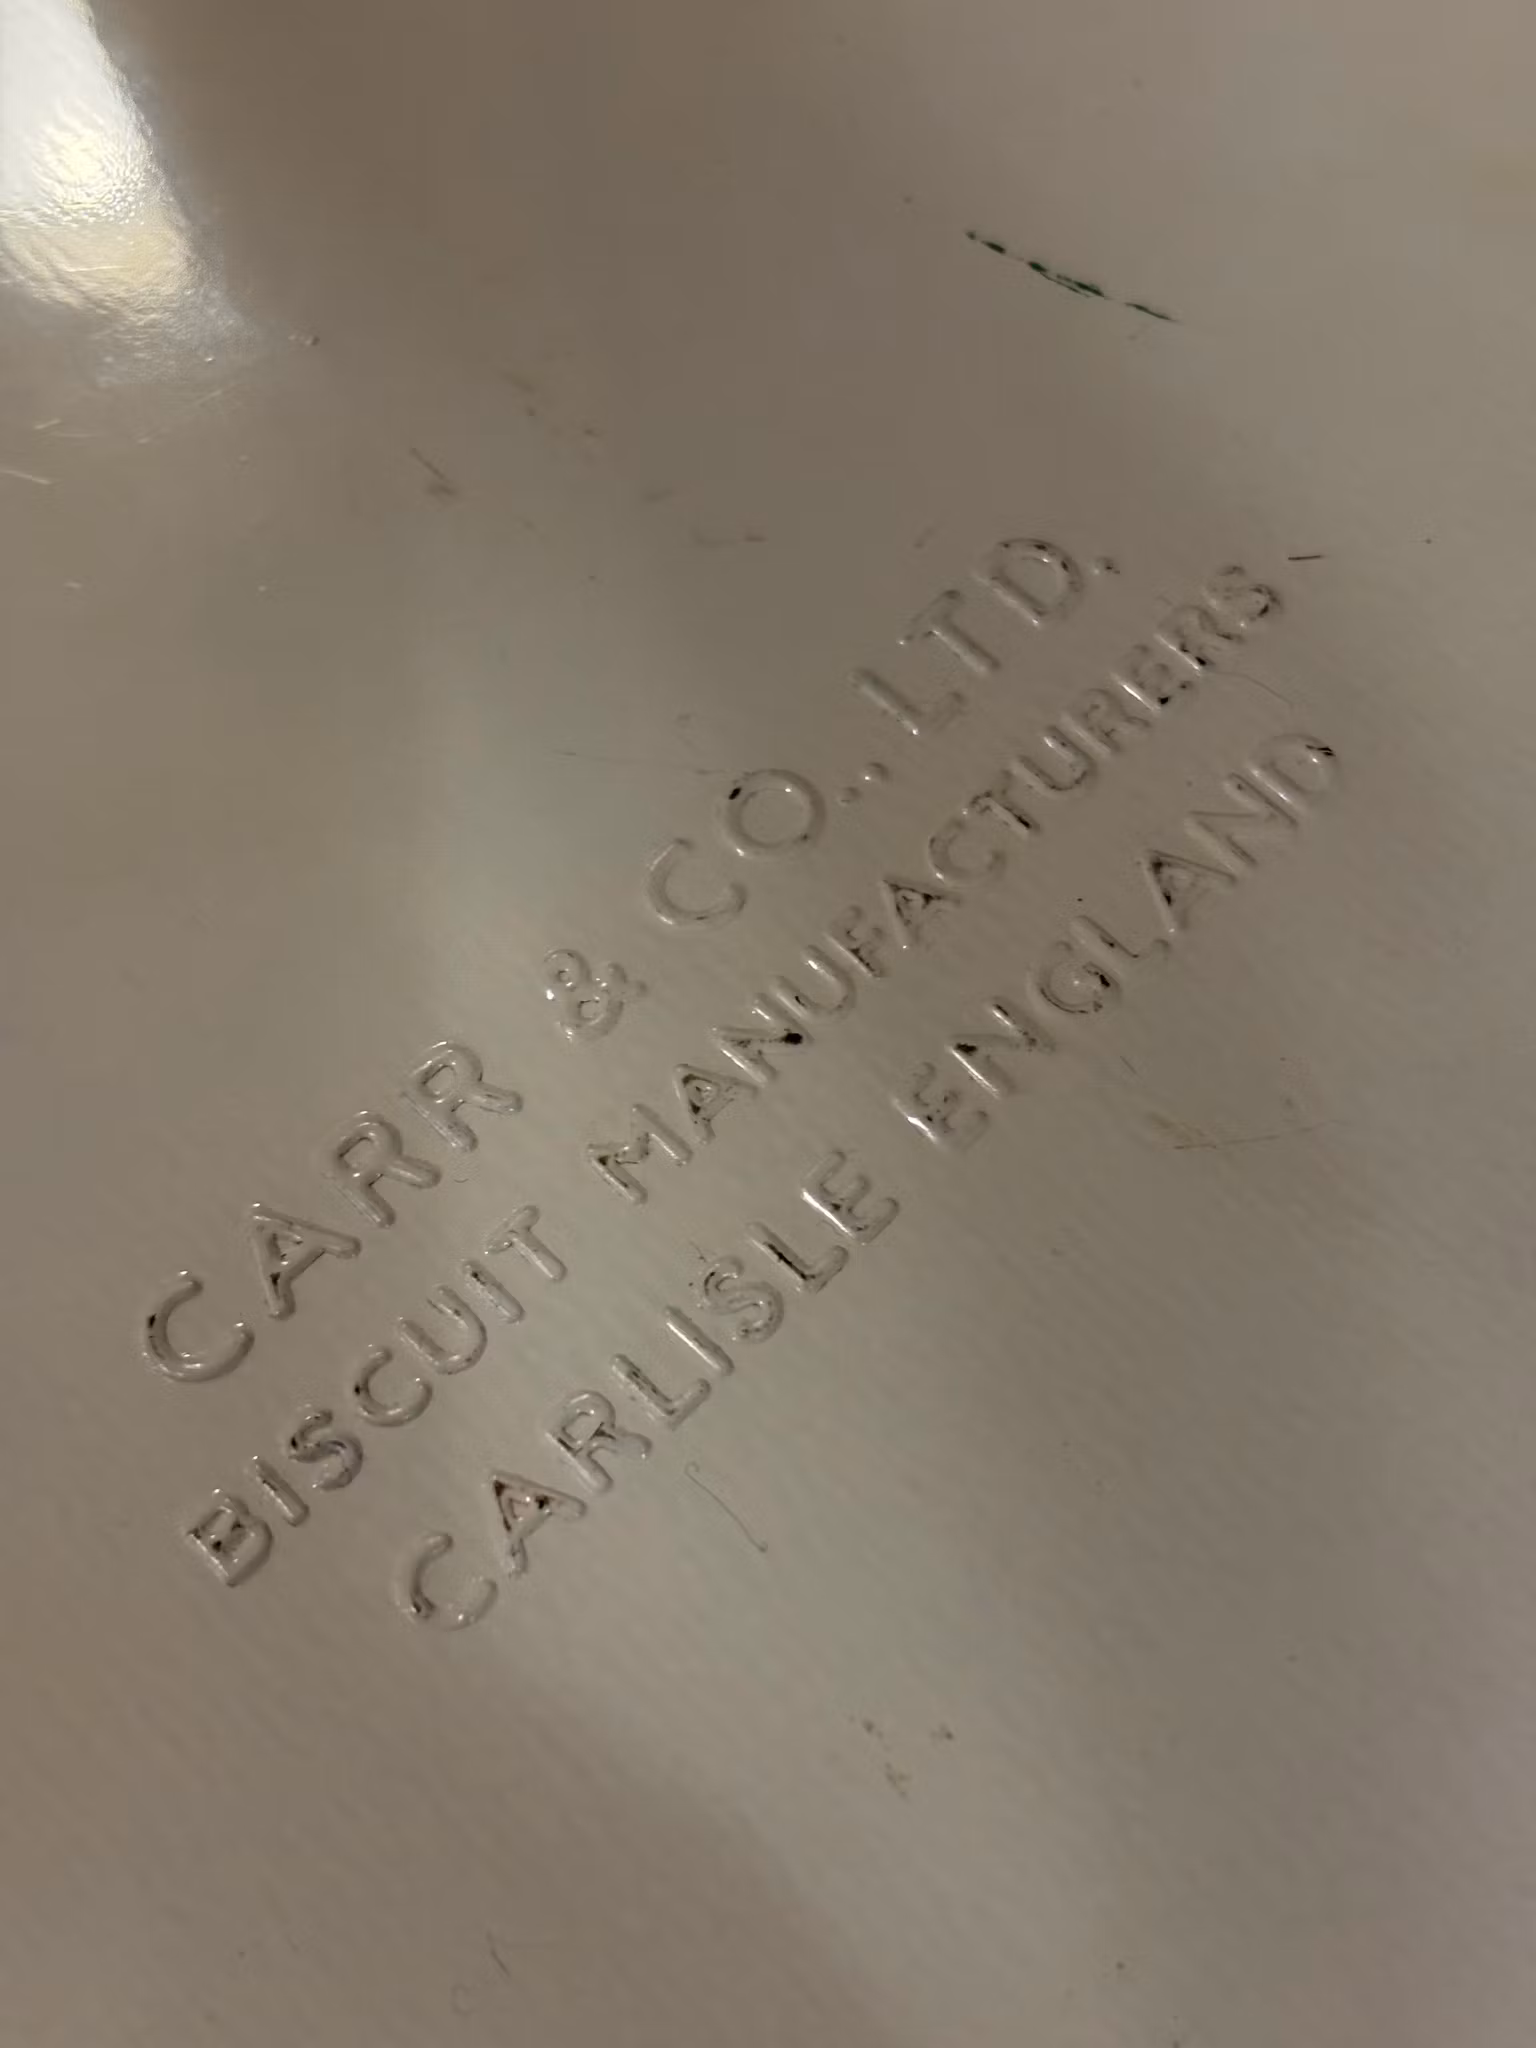 CARR & CO., LTD.
BISCUIT MANUFACTURERS
CARLISLE ENGLAND